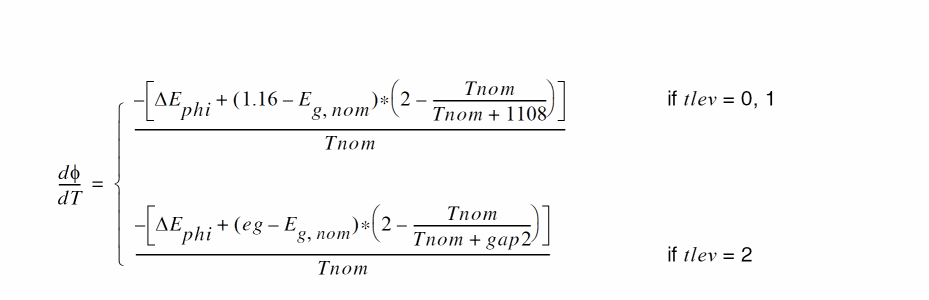 dϕ/dT = { −[ΔE_phi + (1.16 − E_g, nom)*(2 − Tnom/(Tnom + 1108))]/Tnom if tlev = 0, 1
−[ΔE_phi + (eg − E_g, nom)*(2 − Tnom/(Tnom + gap2))]/Tnom if tlev = 2